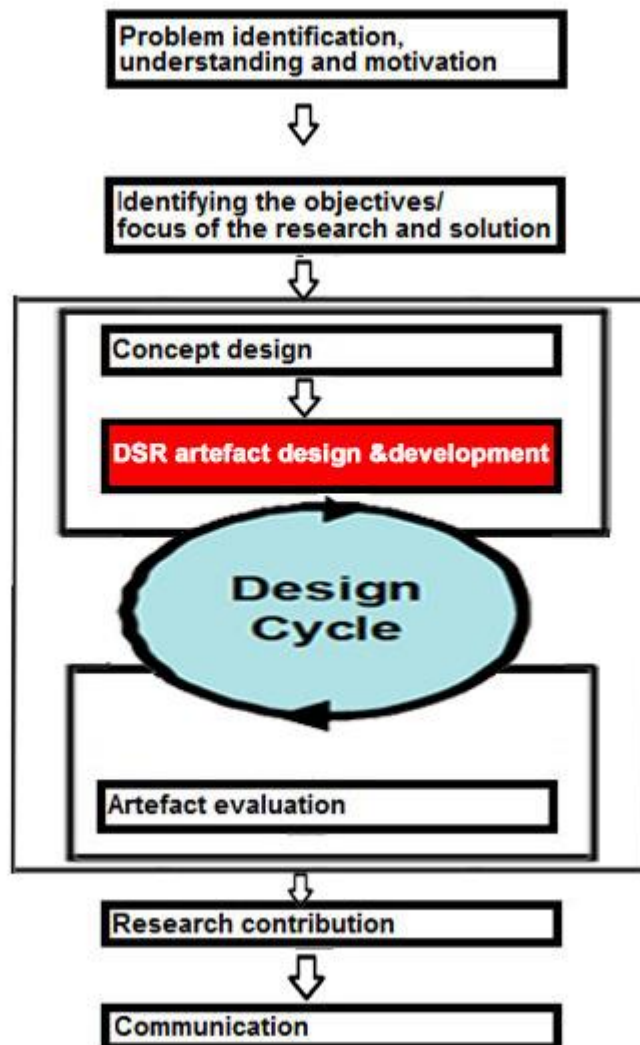 Problem identification,
understanding and motivation
Identifying the objectives/
focus of the research and solution
Concept design
DSR artefact design &development
Design
Cycle
Artefact evaluation
Research contribution
Communication